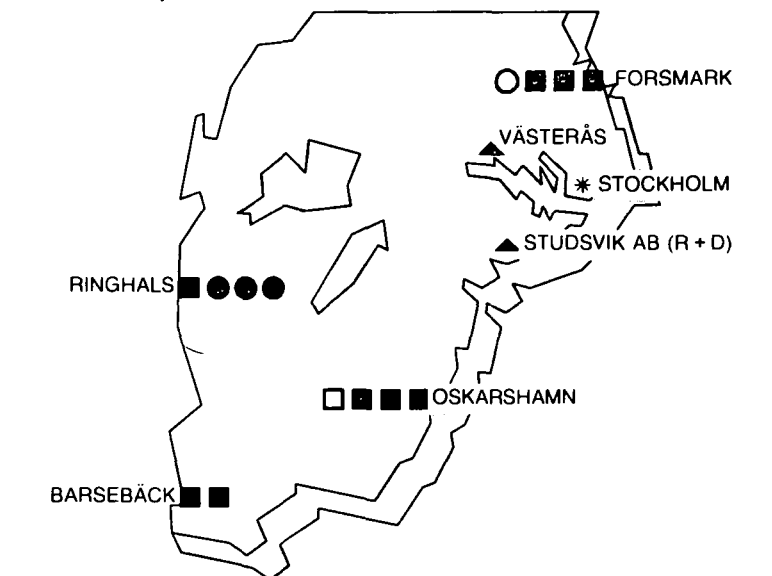 FORSMARK
VÄSTERÅS
STOCKHOLM
STUDSVIK AB (R + D)
RINGHALS
OSKARSHAMN
BARSEBÄCK